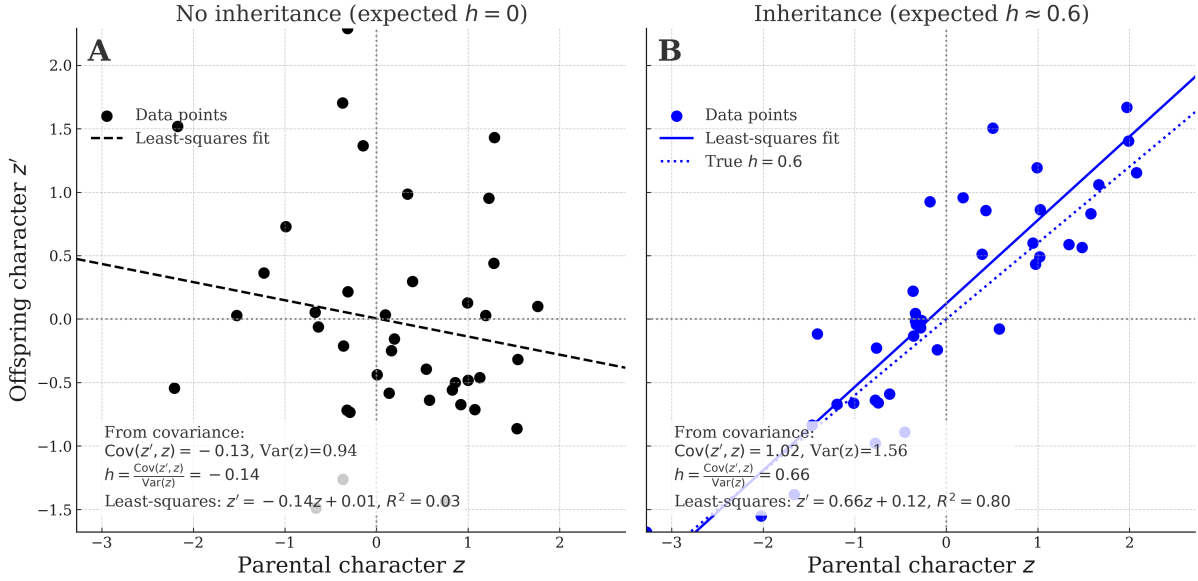 No inheritance (expected h = 0)
A
Data points
Least-squares fit
From covariance:
Cov(z′, z) = −0.13, Var(z)=0.94
h = Cov(z′, z)/Var(z) = −0.14
Least-squares: z′ = −0.14z + 0.01, R² = 0.03
2.0
1.5
1.0
0.5
0.0
−0.5
−1.0
−1.5
−3
−2
−1
0
1
2
Parental character z
Offspring character z′
Inheritance (expected h ≈ 0.6)
B
Data points
Least-squares fit
True h = 0.6
From covariance:
Cov(z′, z) = 1.02, Var(z)=1.56
h = Cov(z′, z)/Var(z) = 0.66
Least-squares: z′ = 0.66z + 0.12, R² = 0.80
−3
−2
−1
0
1
2
Parental character z